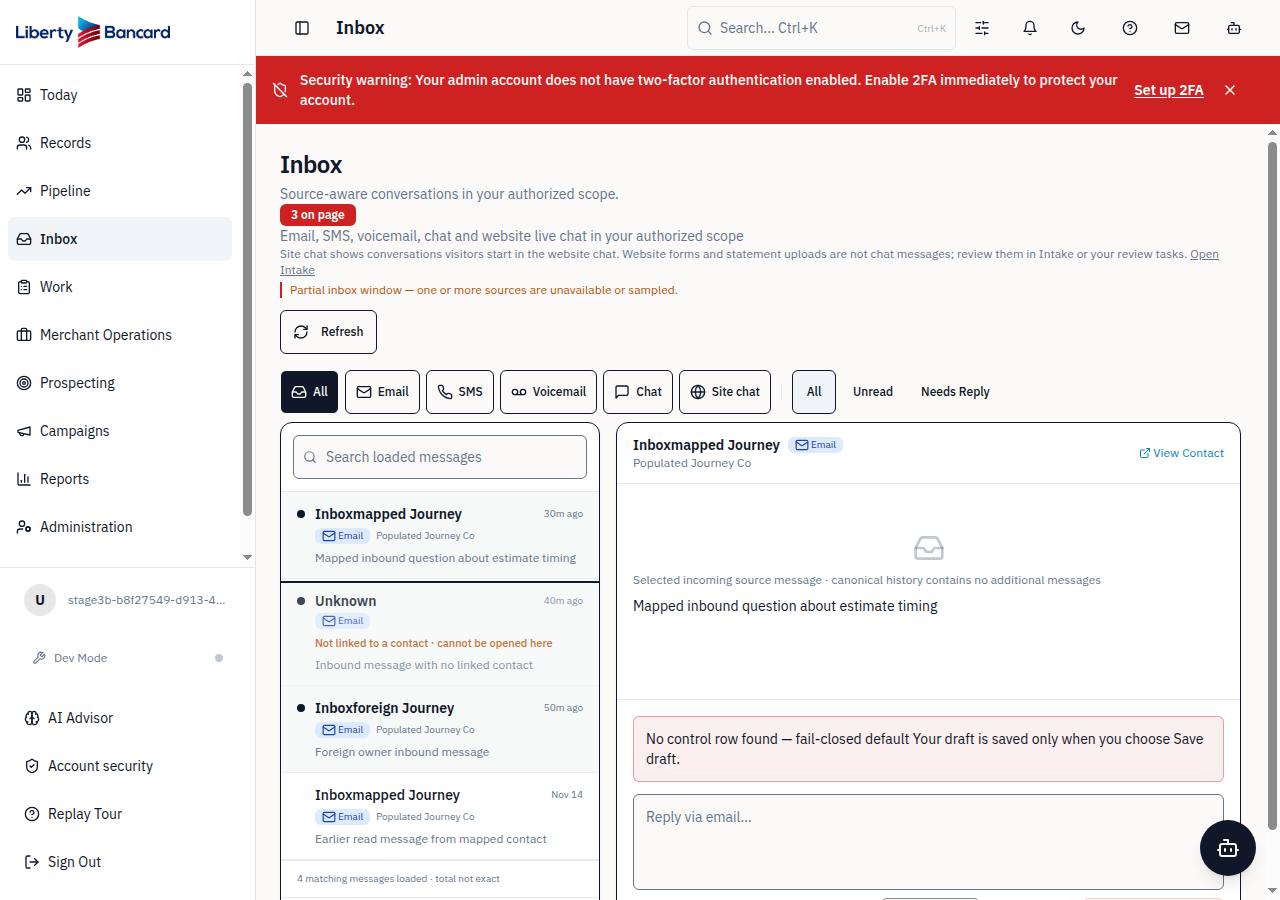 Liberty Bancard
Inbox
Search... Ctrl+K
Ctrl+K
Today
Records
Pipeline
Inbox
Work
Merchant Operations
Prospecting
Campaigns
Reports
Administration
U
stage3b-b8f27549-d913-4...
Dev Mode
AI Advisor
Account security
Replay Tour
Sign Out
Security warning: Your admin account does not have two-factor authentication enabled. Enable 2FA immediately to protect your
account.
Set up 2FA
Inbox
Source-aware conversations in your authorized scope.
3 on page
Email, SMS, voicemail, chat and website live chat in your authorized scope
Site chat shows conversations visitors start in the website chat. Website forms and statement uploads are not chat messages; review them in Intake or your review tasks. Open
Intake
Partial inbox window — one or more sources are unavailable or sampled.
Refresh
All
Email
SMS
Voicemail
Chat
Site chat
All
Unread
Needs Reply
Search loaded messages
Inboxmapped Journey
30m ago
Email
Populated Journey Co
Mapped inbound question about estimate timing
Unknown
40m ago
Email
Not linked to a contact · cannot be opened here
Inbound message with no linked contact
Inboxforeign Journey
50m ago
Email
Populated Journey Co
Foreign owner inbound message
Inboxmapped Journey
Nov 14
Email
Populated Journey Co
Earlier read message from mapped contact
4 matching messages loaded · total not exact
Inboxmapped Journey
Email
Populated Journey Co
View Contact
Selected incoming source message · canonical history contains no additional messages
Mapped inbound question about estimate timing
No control row found — fail-closed default Your draft is saved only when you choose Save
draft.
Reply via email...